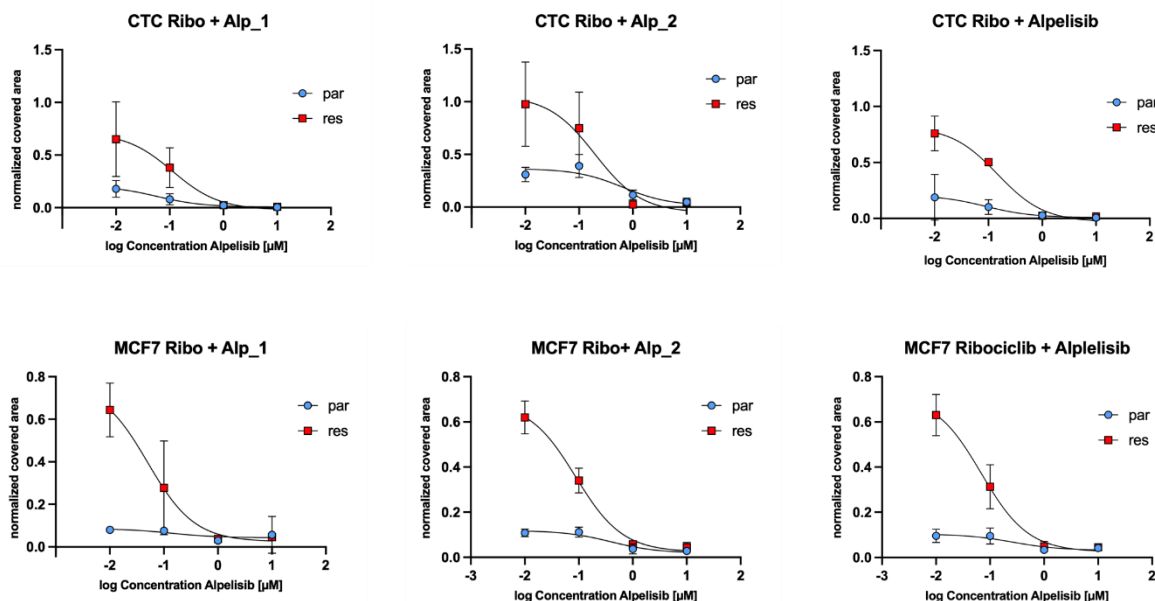 CTC Ribo + Alp_1
normalized covered area
1.5
1.0
0.5
0.0
-2
-1
0
1
2
log Concentration Alpelisib [µM]
par
res
CTC Ribo + Alp_2
normalized covered area
1.5
1.0
0.5
0.0
-2
-1
0
1
2
log Concentration Alpelisib [µM]
par
res
CTC Ribo + Alpelisib
normalized covered area
1.5
1.0
0.5
0.0
-2
-1
0
1
2
log Concentration Alpelisib [µM]
par
res
MCF7 Ribo + Alp_1
normalized covered area
0.8
0.6
0.4
0.2
0.0
-2
-1
0
1
2
log Concentration Alpelisib [µM]
par
res
MCF7 Ribo+ Alp_2
normalized covered area
0.8
0.6
0.4
0.2
0.0
-3
-2
-1
0
1
2
log Concentration Alpelisib [µM]
par
res
MCF7 Ribociclib + Alplelisib
normalized covered area
0.8
0.6
0.4
0.2
0.0
-3
-2
-1
0
1
2
log Concentration Alpelisib [µM]
par
res